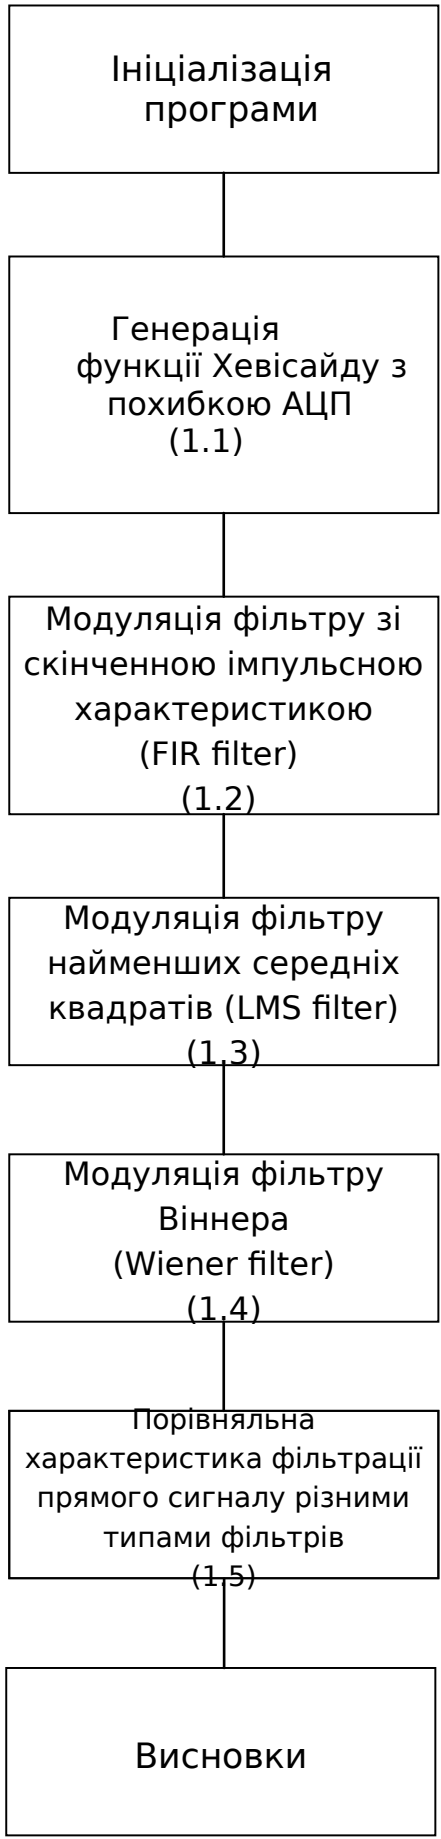 Ініціалізація
програми
Генерація
функції Хевісайду з
похибкою АЦП
(1.1)
Модуляція фільтру зі
скінченною імпульсною
характеристикою
(FIR filter)
(1.2)
Модуляція фільтру
найменших середніх
квадратів (LMS filter)
(1.3)
Модуляція фільтру
Віннера
(Wiener filter)
(1.4)
Порівняльна
характеристика фільтрації
прямого сигналу різними
типами фільтрів
(1.5)
Висновки